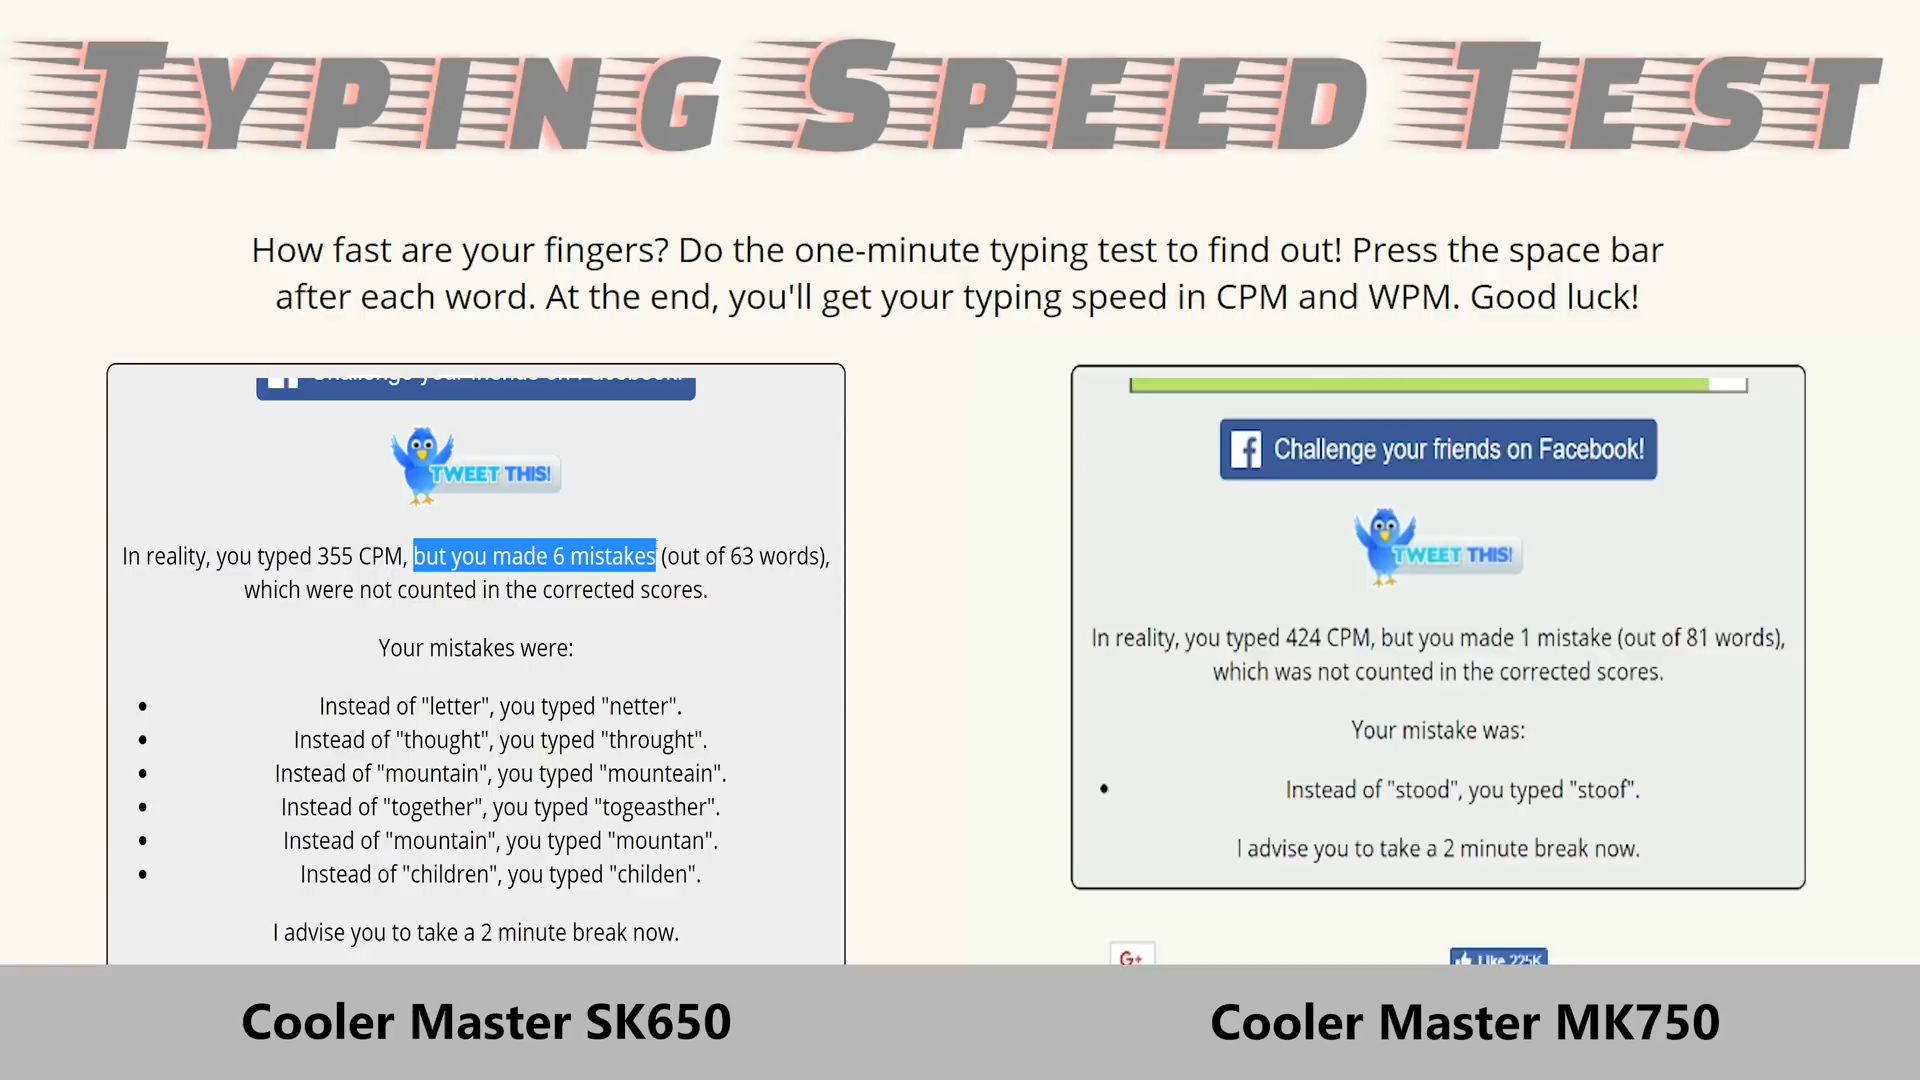 Typing Speed Test
How fast are your fingers? Do the one-minute typing test to find out! Press the space bar
after each word. At the end, you'll get your typing speed in CPM and WPM. Good luck!
Challenge your friends on Facebook!
TWEET THIS!
In reality, you typed 355 CPM, but you made 6 mistakes (out of 63 words),
which were not counted in the corrected scores.
Your mistakes were:
• Instead of "letter", you typed "netter".
• Instead of "thought", you typed "throught".
• Instead of "mountain", you typed "mounteain".
• Instead of "together", you typed "togeasther".
• Instead of "mountain", you typed "mountan".
• Instead of "children", you typed "childen".
I advise you to take a 2 minute break now.
Cooler Master SK650
f Challenge your friends on Facebook!
TWEET THIS!
In reality, you typed 424 CPM, but you made 1 mistake (out of 81 words),
which was not counted in the corrected scores.
Your mistake was:
• Instead of "stood", you typed "stoof".
I advise you to take a 2 minute break now.
G+
Like 225K
Cooler Master MK750